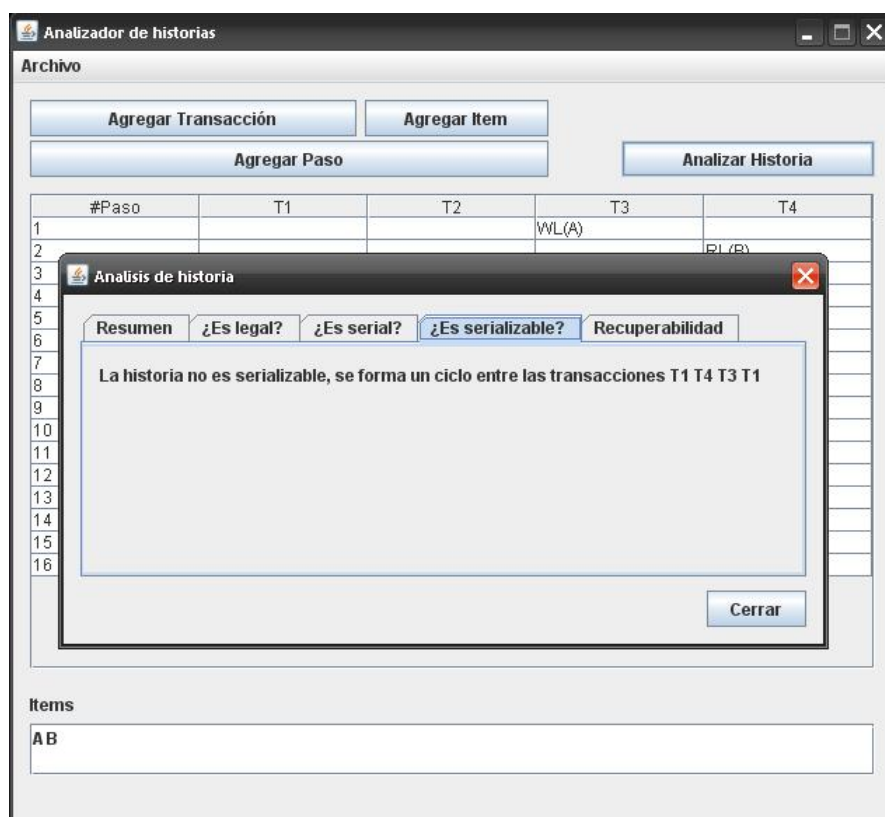 Analizador de historias
Archivo
Agregar Transacción Agregar Item
Agregar Paso Analizar Historia
#Paso T1 T2 T3 T4
1 WL(A)
2 RL(B)
3
Analisis de historia
4
5
Resumen ¿Es legal? ¿Es serial? ¿Es serializable? Recuperabilidad
6
7
La historia no es serializable, se forma un ciclo entre las transacciones T1 T4 T3 T1
8
9
10
11
12
13
14
15
16
Cerrar
Items
A B